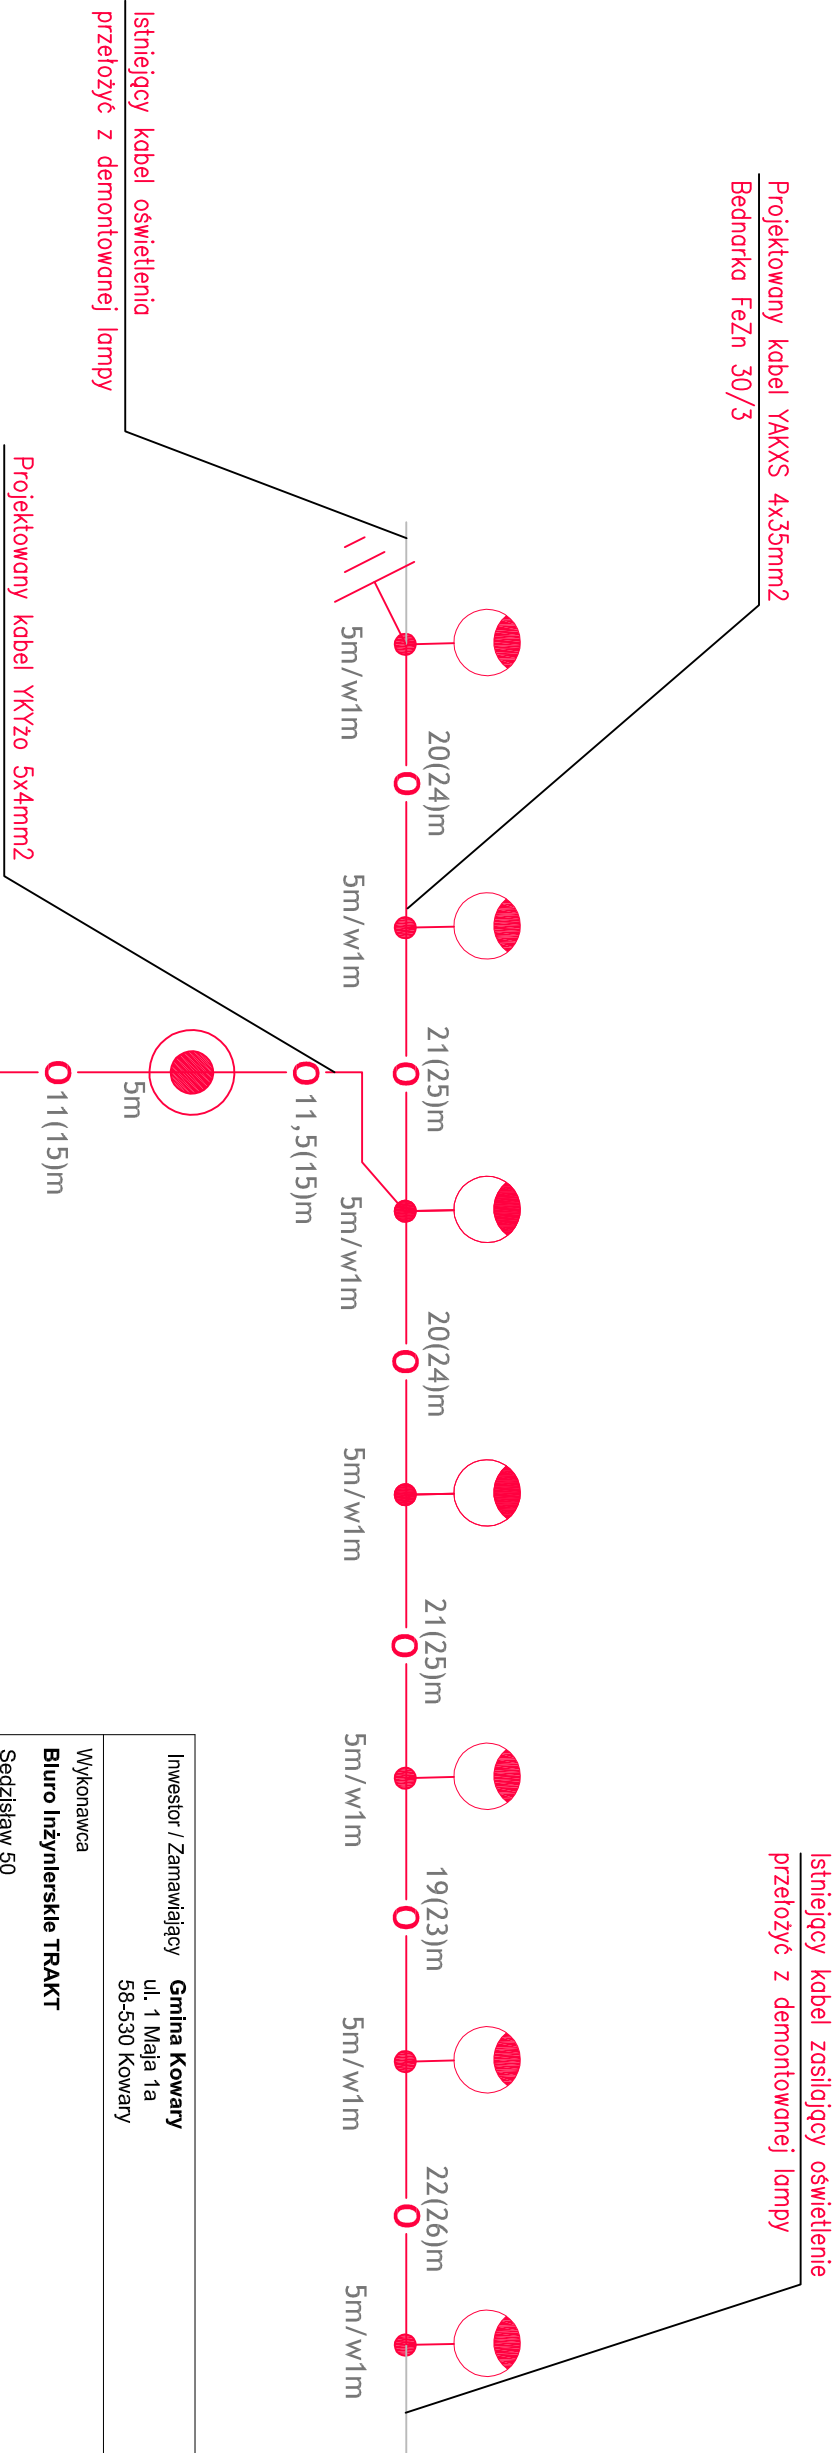 Istniejący kabel oświetlenia
przełożyć z demontowanej lampy
Projektowany kabel YAKXS 4x35mm2
Bednarka FeZn 30/3
Projektowany kabel YKYżo 5x4mm2
Istniejący kabel zasilający oświetlenie
przełożyć z demontowanej lampy
20(24)m
21(25)m
20(24)m
21(25)m
19(23)m
22(26)m
5m/w1m
5m/w1m
5m/w1m
5m/w1m
5m/w1m
5m/w1m
5m/w1m
O
O
O
O
O
O
O
11,5(15)m
5m
O
11(15)m
Inwestor / Zamawiający
Gmina Kowary
ul. 1 Maja 1a
58-530 Kowary
Wykonawca
Biuro Inżynierskie TRAKT
Sędzisław 50